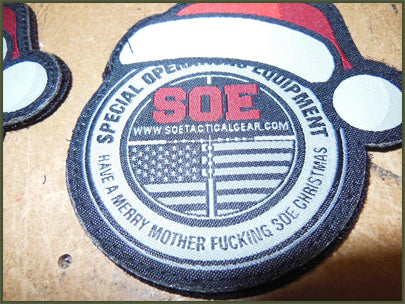 SPECIAL OPERATIONS EQUIPMENT
SOE
WWW.SOETACTICALGEAR.COM
HAVE A MERRY MOTHER FUCKING SOE CHRISTMAS